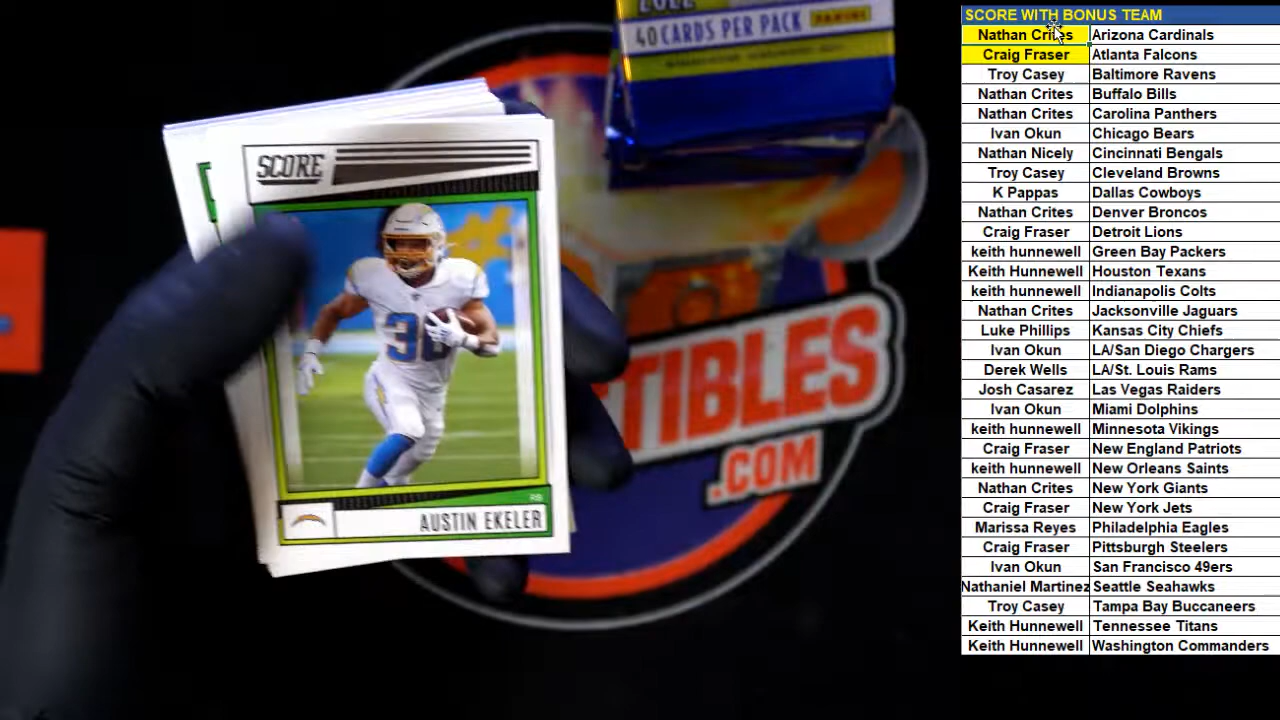 2022
40 CARDS PER PACK PANINI
SCORE
30
RB
AUSTIN EKELER
TIBLES
.COM
SCORE WITH BONUS TEAM
Nathan Crites Arizona Cardinals
Craig Fraser Atlanta Falcons
Troy Casey Baltimore Ravens
Nathan Crites Buffalo Bills
Nathan Crites Carolina Panthers
Ivan Okun Chicago Bears
Nathan Nicely Cincinnati Bengals
Troy Casey Cleveland Browns
K Pappas Dallas Cowboys
Nathan Crites Denver Broncos
Craig Fraser Detroit Lions
keith hunnewell Green Bay Packers
Keith Hunnewell Houston Texans
keith hunnewell Indianapolis Colts
Nathan Crites Jacksonville Jaguars
Luke Phillips Kansas City Chiefs
Ivan Okun LA/San Diego Chargers
Derek Wells LA/St. Louis Rams
Josh Casarez Las Vegas Raiders
Ivan Okun Miami Dolphins
keith hunnewell Minnesota Vikings
Craig Fraser New England Patriots
keith hunnewell New Orleans Saints
Nathan Crites New York Giants
Craig Fraser New York Jets
Marissa Reyes Philadelphia Eagles
Craig Fraser Pittsburgh Steelers
Ivan Okun San Francisco 49ers
Nathaniel Martinez Seattle Seahawks
Troy Casey Tampa Bay Buccaneers
Keith Hunnewell Tennessee Titans
Keith Hunnewell Washington Commanders